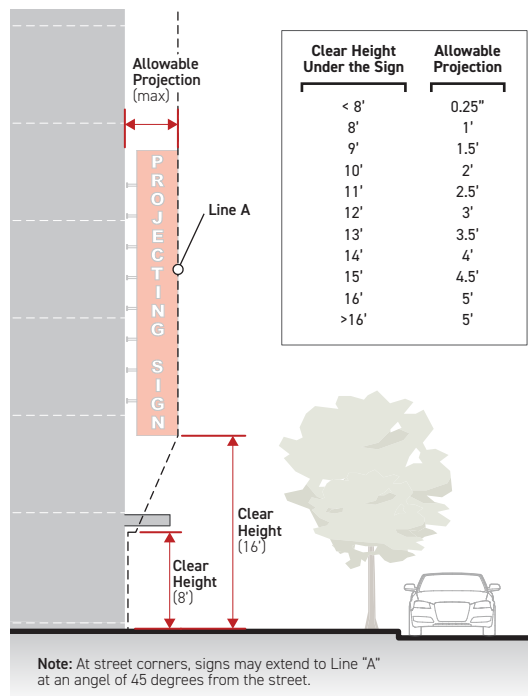 Allowable
Projection
(max)
PROJECTING SIGN
Line A
Clear Height
Under the Sign
Allowable
Projection
< 8' 0.25”
8' 1'
9' 1.5'
10' 2'
11' 2.5'
12' 3'
13' 3.5'
14' 4'
15' 4.5'
16' 5'
>16' 5'
Clear
Height
(16')
Clear
Height
(8')
Note: At street corners, signs may extend to Line “A”
at an angel of 45 degrees from the street.